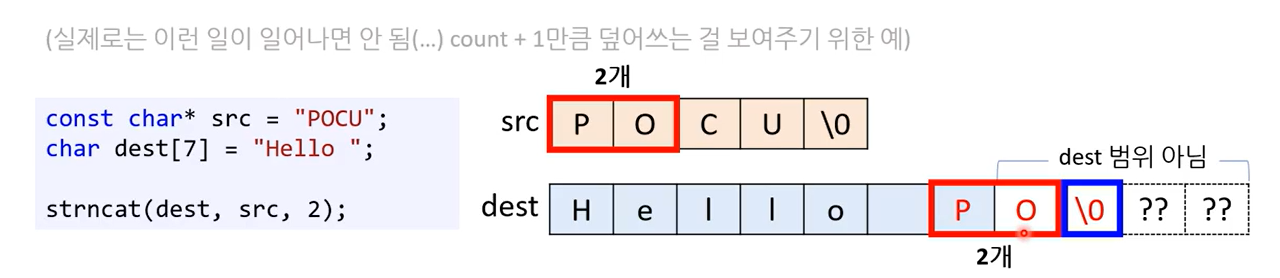 (실제로는 이런 일이 일어나면 안 됨(...) count + 1만큼 덮어쓰는 걸 보여주기 위한 예)
2개
const char* src = "POCU";
char dest[7] = "Hello ";
strncat(dest, src, 2);
src P O C U \0
dest 범위 아님
dest H e l l o P O \0 ?? ??
2개